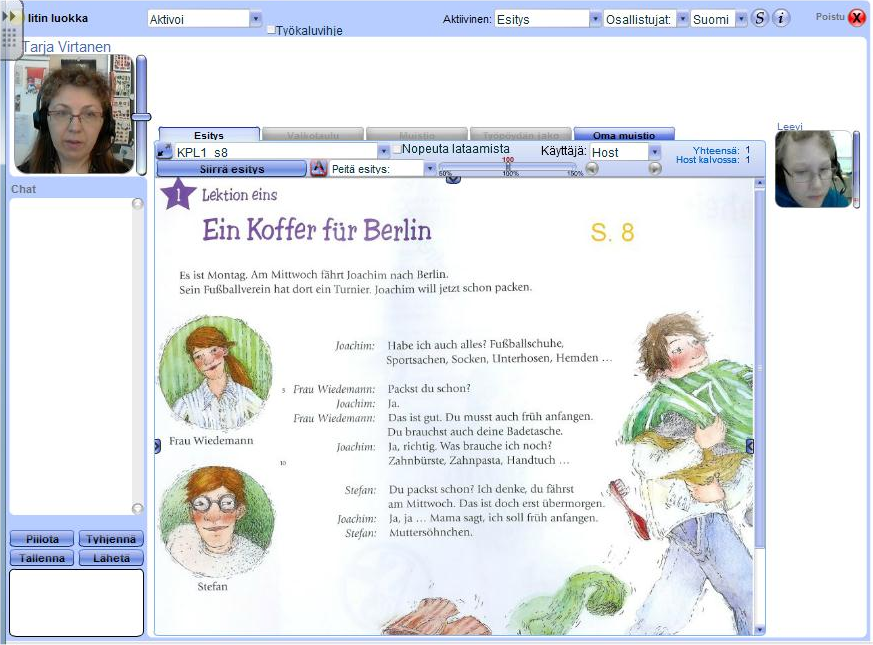 Iitin luokka
Aktivoi
Työkaluvihje
Aktiivinen: Esitys
Osallistujat:
Suomi
S
i
Poistu
X
Tarja Virtanen
Leevi
Esitys
Valkotaulu
Muistio
Työpöydän jako
Oma muistio
KPL1_s8
Nopeuta lataamista
Käyttäjä: Host
Yhteensä: 1
Host kalvossa: 1
Siirrä esitys
Peitä esitys:
100
50% 100% 150%
Chat
1 Lektion eins
Ein Koffer für Berlin
S. 8
Es ist Montag. Am Mittwoch fährt Joachim nach Berlin.
Sein Fußballverein hat dort ein Turnier. Joachim will jetzt schon packen.
Joachim: Habe ich auch alles? Fußballschuhe,
Sportsachen, Socken, Unterhosen, Hemden …
5 Frau Wiedemann: Packst du schon?
Joachim: Ja.
Frau Wiedemann: Das ist gut. Du musst auch früh anfangen.
Du brauchst auch deine Badetasche.
Joachim: Ja, richtig. Was brauche ich noch?
10 Zahnbürste, Zahnpasta, Handtuch …
Frau Wiedemann
Stefan: Du packst schon? Ich denke, du fährst
am Mittwoch. Das ist doch erst übermorgen.
Joachim: Ja, ja … Mama sagt, ich soll früh anfangen.
Stefan: Muttersöhnchen.
Stefan
Piilota
Tyhjennä
Tallenna
Lähetä